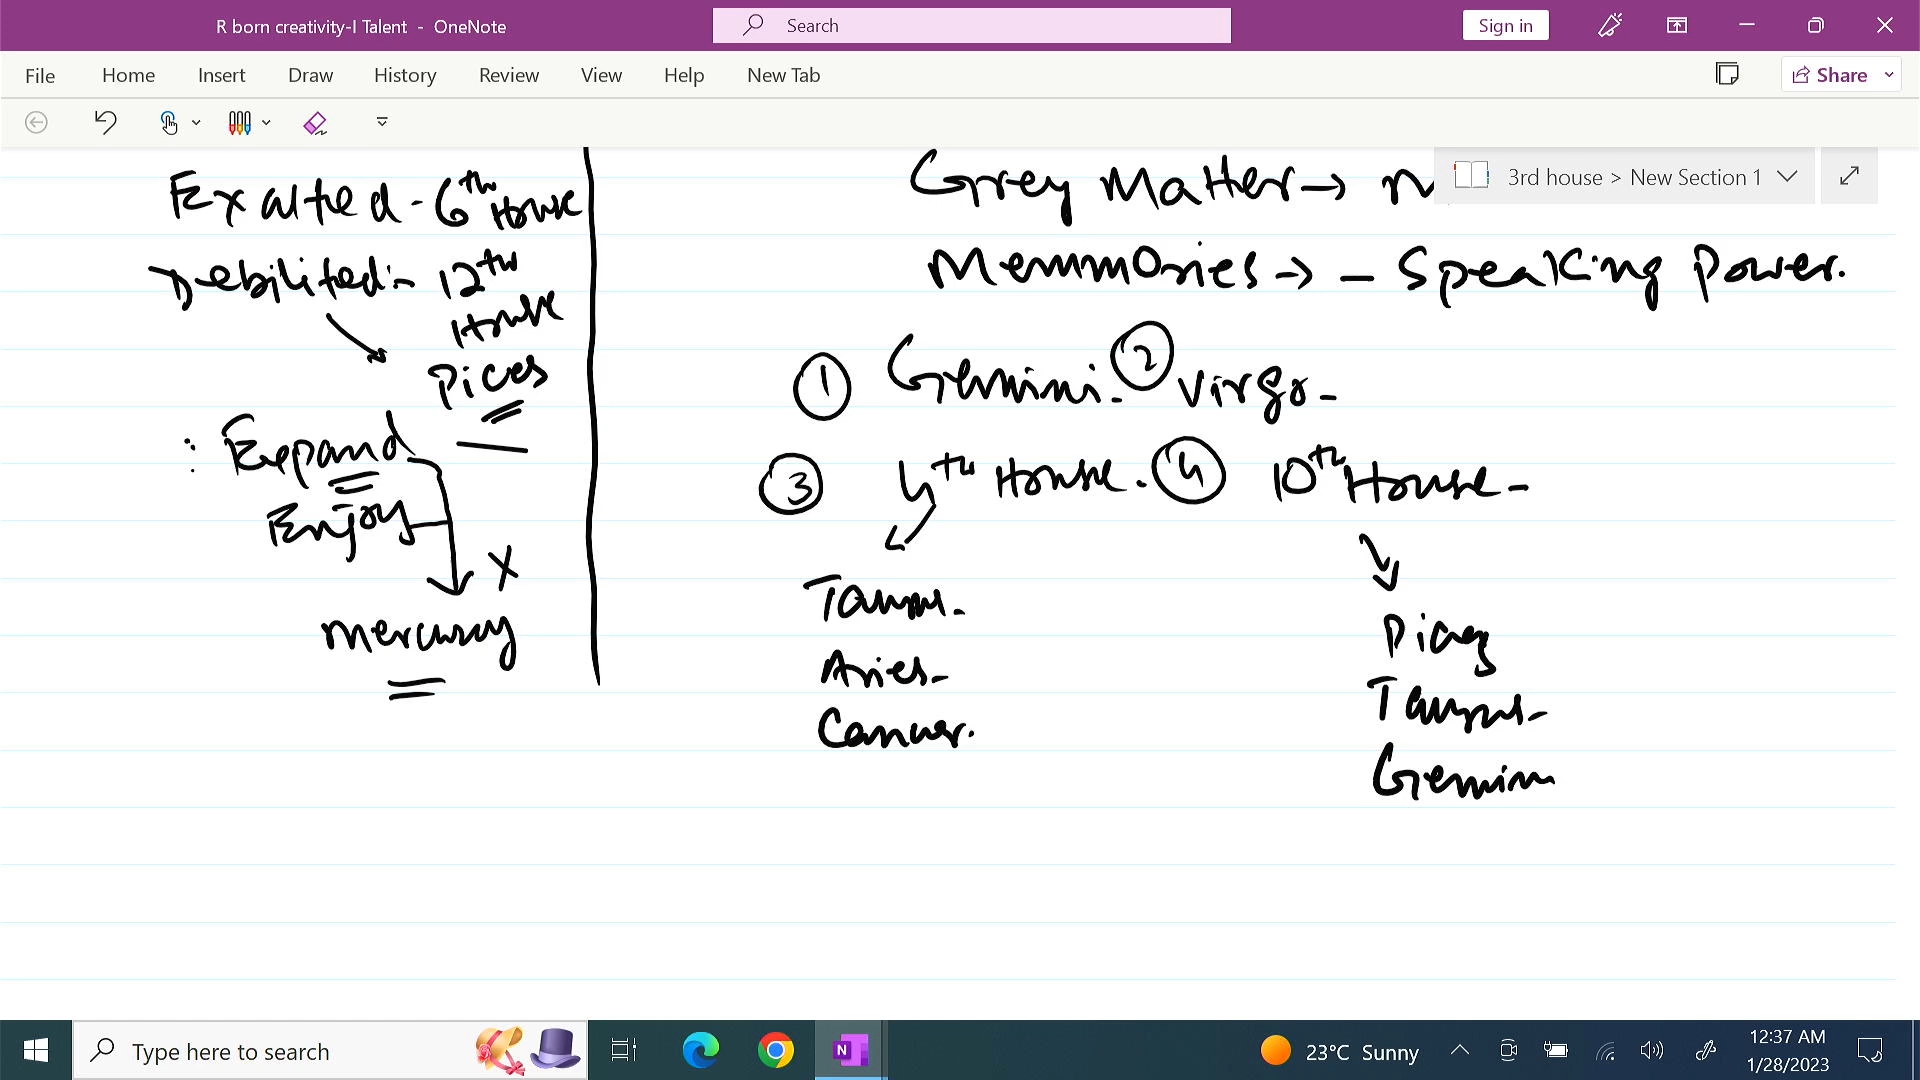 R born creativity-I Talent - OneNote
Search
Sign in
File Home Insert Draw History Review View Help New Tab
Share
3rd house > New Section 1
Exalted - 6th House
Debilited:- 12th House
Pices
: Expand
Enjoy
X
mercury
Grey Matter →
Memmories → - Speaking Power.
① Gemini. ② Virgo -
③ 4th House. ④ 10th House -
Taurus.
Aries -
Cancer.
Taurus -
Gemini
Type here to search
23°C Sunny
12:37 AM
1/28/2023